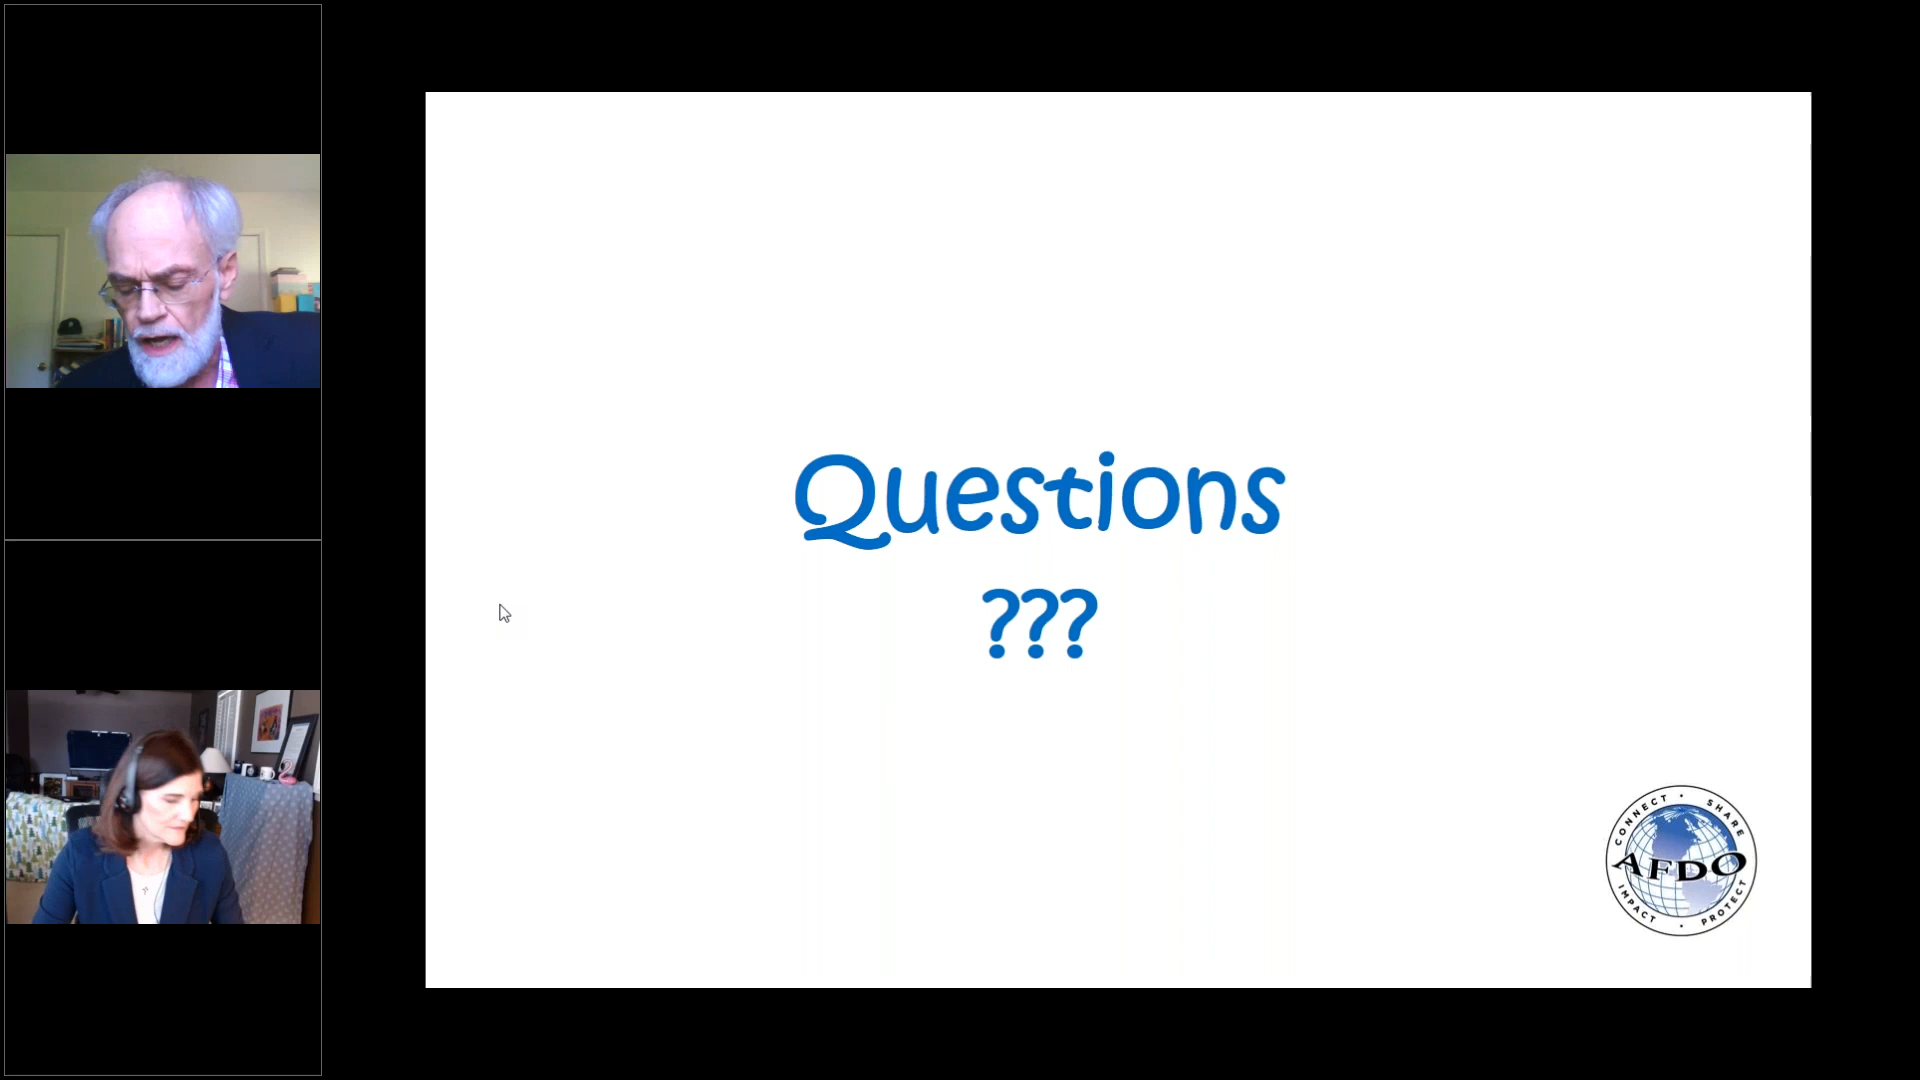 Questions
???
CONNECT • SHARE
AFDO
IMPACT • PROTECT